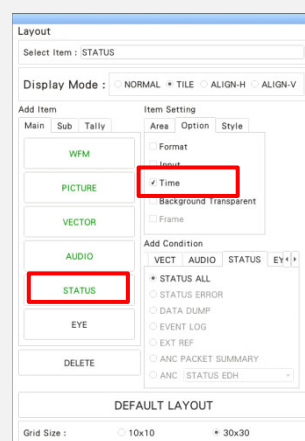 Layout
Select Item : STATUS
Display Mode : NORMAL TILE ALIGN-H ALIGN-V
Add Item
Main Sub Tally
WFM
PICTURE
VECTOR
AUDIO
STATUS
EYE
DELETE
Item Setting
Area Option Style
Format
Input
Time
Background Transparent
Frame
Add Condition
VECT AUDIO STATUS EY
STATUS ALL
STATUS ERROR
DATA DUMP
EVENT LOG
EXT REF
ANC PACKET SUMMARY
ANC STATUS EDH
DEFAULT LAYOUT
Grid Size : 10x10 30x30